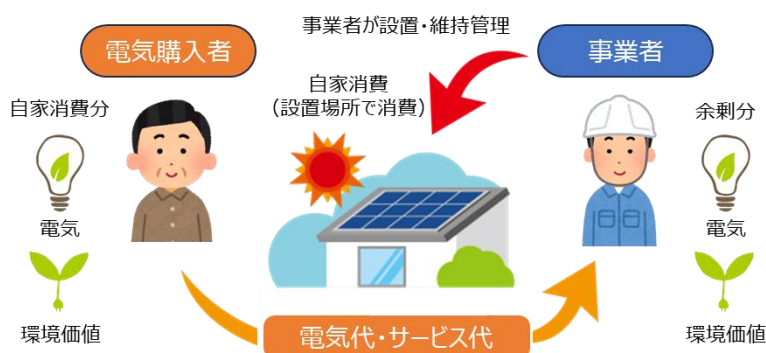 事業者が設置・維持管理
電気購入者
事業者
自家消費
（設置場所で消費）
自家消費分
電気
環境価値
余剰分
電気
環境価値
電気代・サービス代